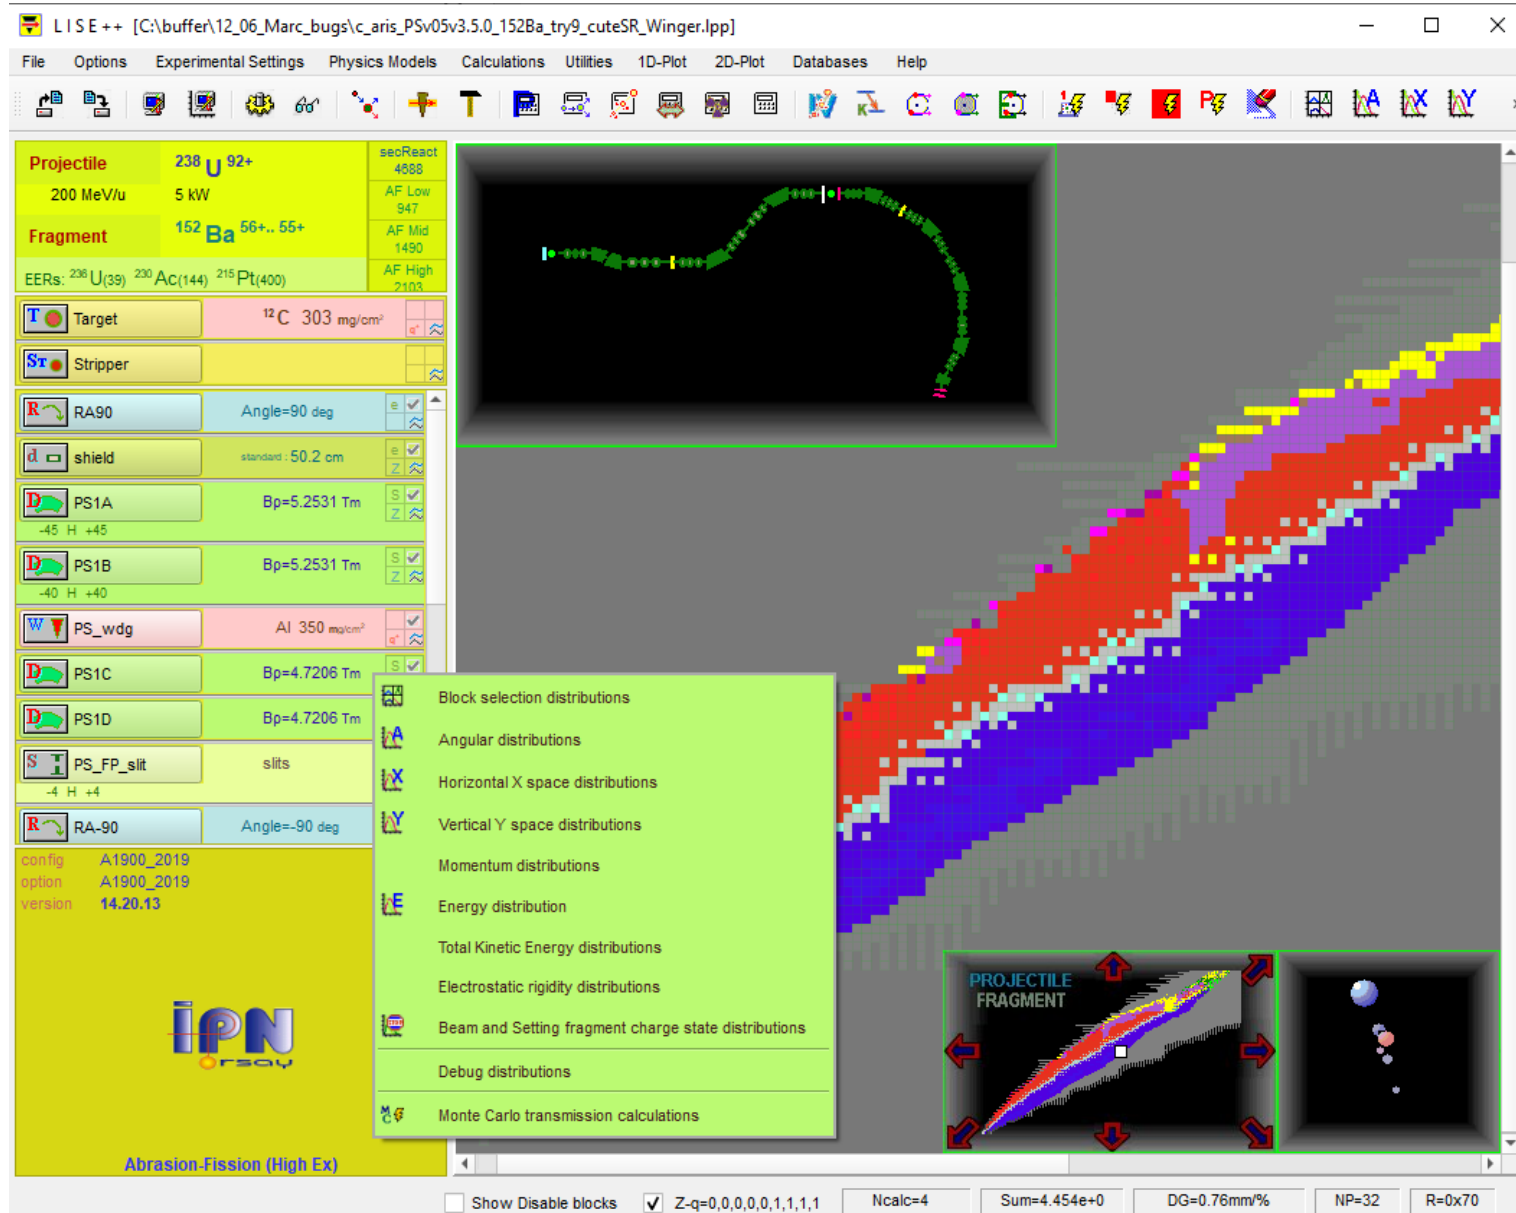 L I S E ++ [C:\buffer\12_06_Marc_bugs\c_aris_PSv05v3.5.0_152Ba_try9_cuteSR_Winger.lpp]
File Options Experimental Settings Physics Models Calculations Utilities 1D-Plot 2D-Plot Databases Help
Projectile 238 U 92+
200 MeV/u 5 kW
Fragment 152 Ba 56+.. 55+
EERs: 236 U(39) 230 Ac(144) 215 Pt(400)
secReact
4688
AF Low
947
AF Mid
1490
AF High
2103
T Target 12 C 303 mg/cm²
q*
ST Stripper
R RA90 Angle=90 deg
e
d shield standard : 50.2 cm
e
Z
D PS1A Bρ=5.2531 Tm
S
Z
-45 H +45
D PS1B Bρ=5.2531 Tm
S
Z
-40 H +40
W PS_wdg Al 350 mg/cm²
q*
D PS1C Bρ=4.7206 Tm
S
D PS1D Bρ=4.7206 Tm
S PS_FP_slit slits
-4 H +4
R RA-90 Angle=-90 deg
config A1900_2019
option A1900_2019
version 14.20.13
iPN
orsay
Abrasion-Fission (High Ex)
Block selection distributions
Angular distributions
Horizontal X space distributions
Vertical Y space distributions
Momentum distributions
Energy distribution
Total Kinetic Energy distributions
Electrostatic rigidity distributions
Beam and Setting fragment charge state distributions
Debug distributions
Monte Carlo transmission calculations
PROJECTILE
FRAGMENT
Show Disable blocks Z-q=0,0,0,0,0,1,1,1,1 Ncalc=4 Sum=4.454e+0 DG=0.76mm/% NP=32 R=0x70